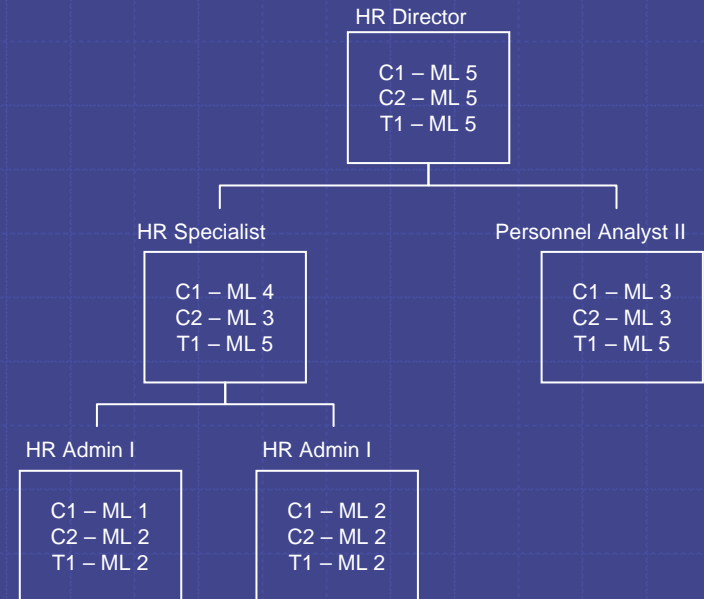 HR Director
C1 – ML 5
C2 – ML 5
T1 – ML 5
HR Specialist
C1 – ML 4
C2 – ML 3
T1 – ML 5
Personnel Analyst II
C1 – ML 3
C2 – ML 3
T1 – ML 5
HR Admin I
C1 – ML 1
C2 – ML 2
T1 – ML 2
HR Admin I
C1 – ML 2
C2 – ML 2
T1 – ML 2